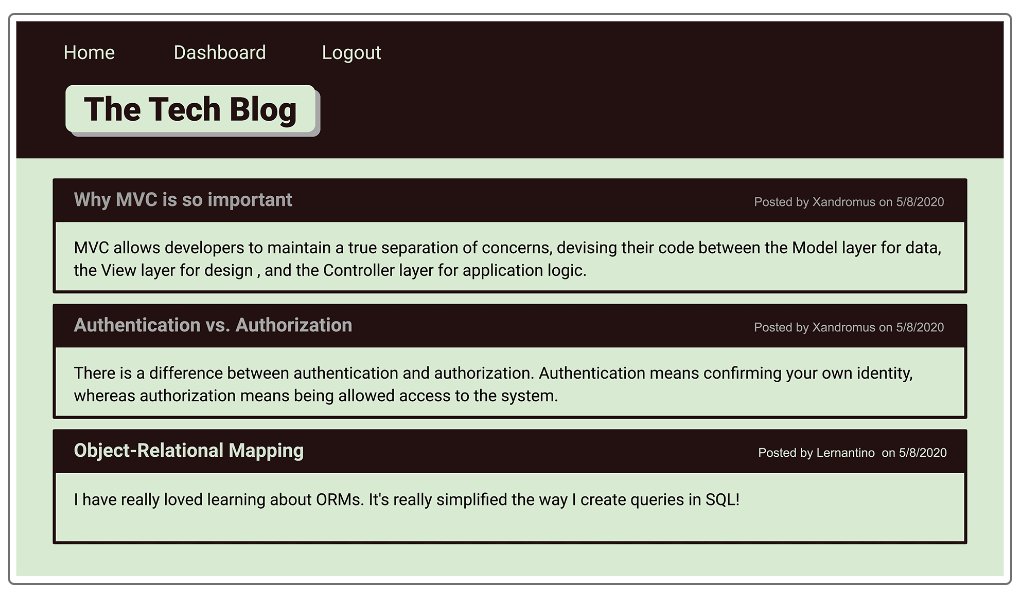 Home Dashboard Logout
The Tech Blog
Why MVC is so important Posted by Xandromus on 5/8/2020
MVC allows developers to maintain a true separation of concerns, devising their code between the Model layer for data,
the View layer for design , and the Controller layer for application logic.
Authentication vs. Authorization Posted by Xandromus on 5/8/2020
There is a difference between authentication and authorization. Authentication means confirming your own identity,
whereas authorization means being allowed access to the system.
Object-Relational Mapping Posted by Lernantino  on 5/8/2020
I have really loved learning about ORMs. It's really simplified the way I create queries in SQL!